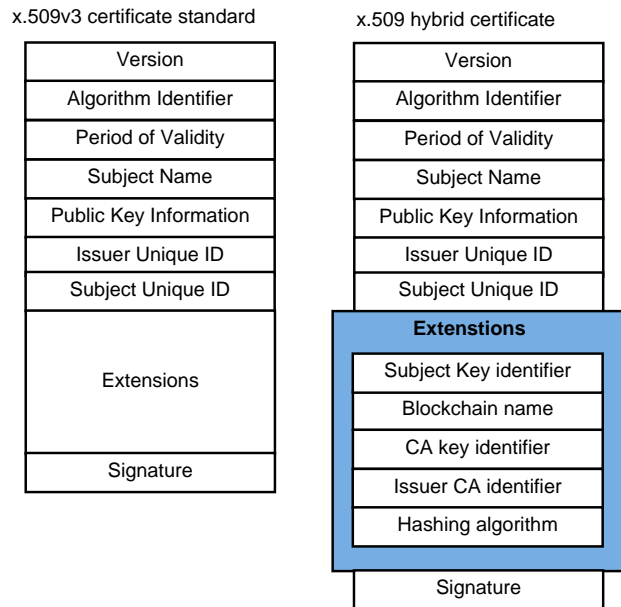 x.509v3 certificate standard
Version
Algorithm Identifier
Period of Validity
Subject Name
Public Key Information
Issuer Unique ID
Subject Unique ID
Extensions
Signature
x.509 hybrid certificate
Version
Algorithm Identifier
Period of Validity
Subject Name
Public Key Information
Issuer Unique ID
Subject Unique ID
Extenstions
Subject Key identifier
Blockchain name
CA key identifier
Issuer CA identifier
Hashing algorithm
Signature